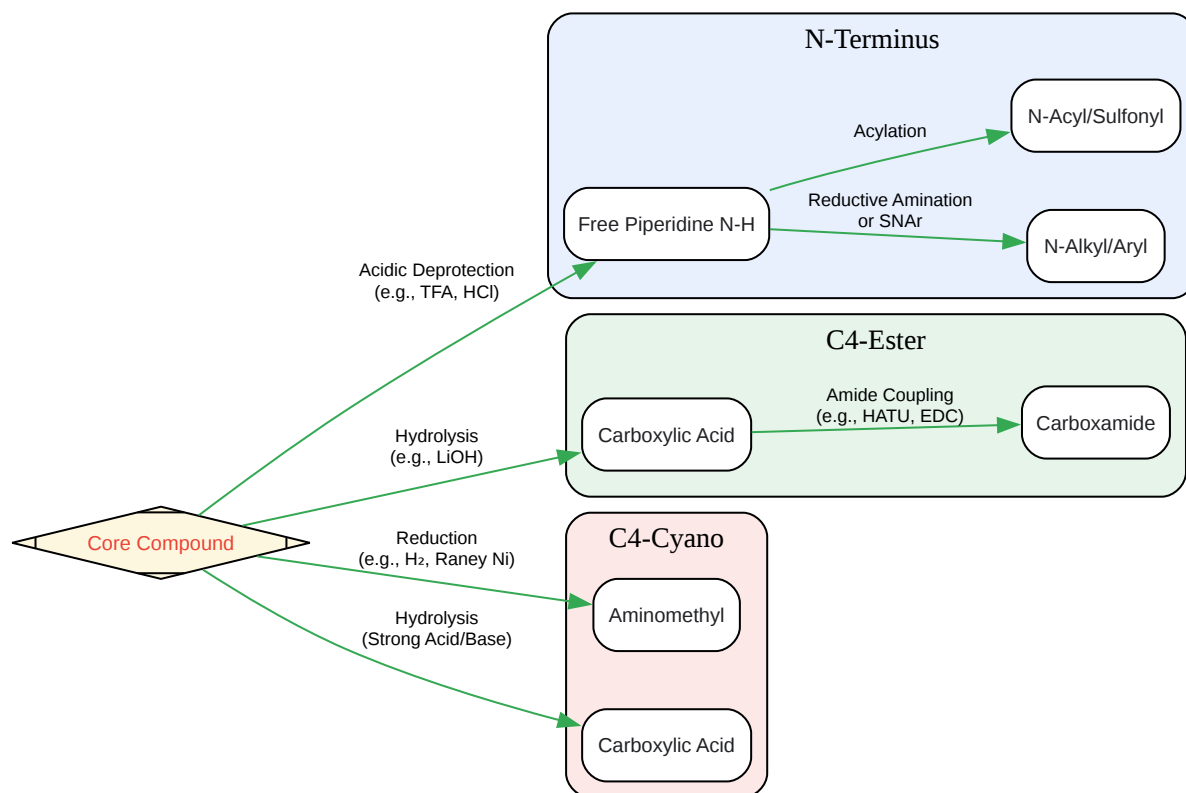 N-Terminus
N-Acyl/Sulfonyl
Acylation
Reductive Amination
or SNAr
Free Piperidine N-H
N-Alkyl/Aryl
Acidic Deprotection
(e.g., TFA, HCl)
C4-Ester
Amide Coupling
(e.g., HATU, EDC)
Carboxylic Acid
Carboxamide
Hydrolysis
(e.g., LiOH)
Core Compound
C4-Cyano
Reduction
(e.g., H₂, Raney Ni)
Aminomethyl
Hydrolysis
(Strong Acid/Base)
Carboxylic Acid